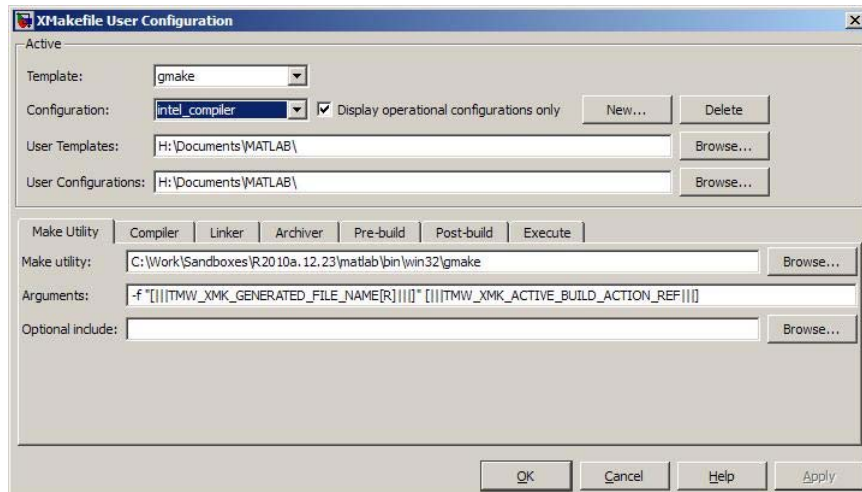 XMakefile User Configuration
Active
Template: gmake
Configuration: intel_compiler Display operational configurations only New... Delete
User Templates: H:\Documents\MATLAB\ Browse...
User Configurations: H:\Documents\MATLAB\ Browse...
Make Utility Compiler Linker Archiver Pre-build Post-build Execute
Make utility: C:\Work\Sandboxes\R2010a.12.23\matlab\bin\win32\gmake Browse...
Arguments: -f "[|||TMW_XMK_GENERATED_FILE_NAME[R]|||]" [|||TMW_XMK_ACTIVE_BUILD_ACTION_REF|||]
Optional include: Browse...
OK Cancel Help Apply